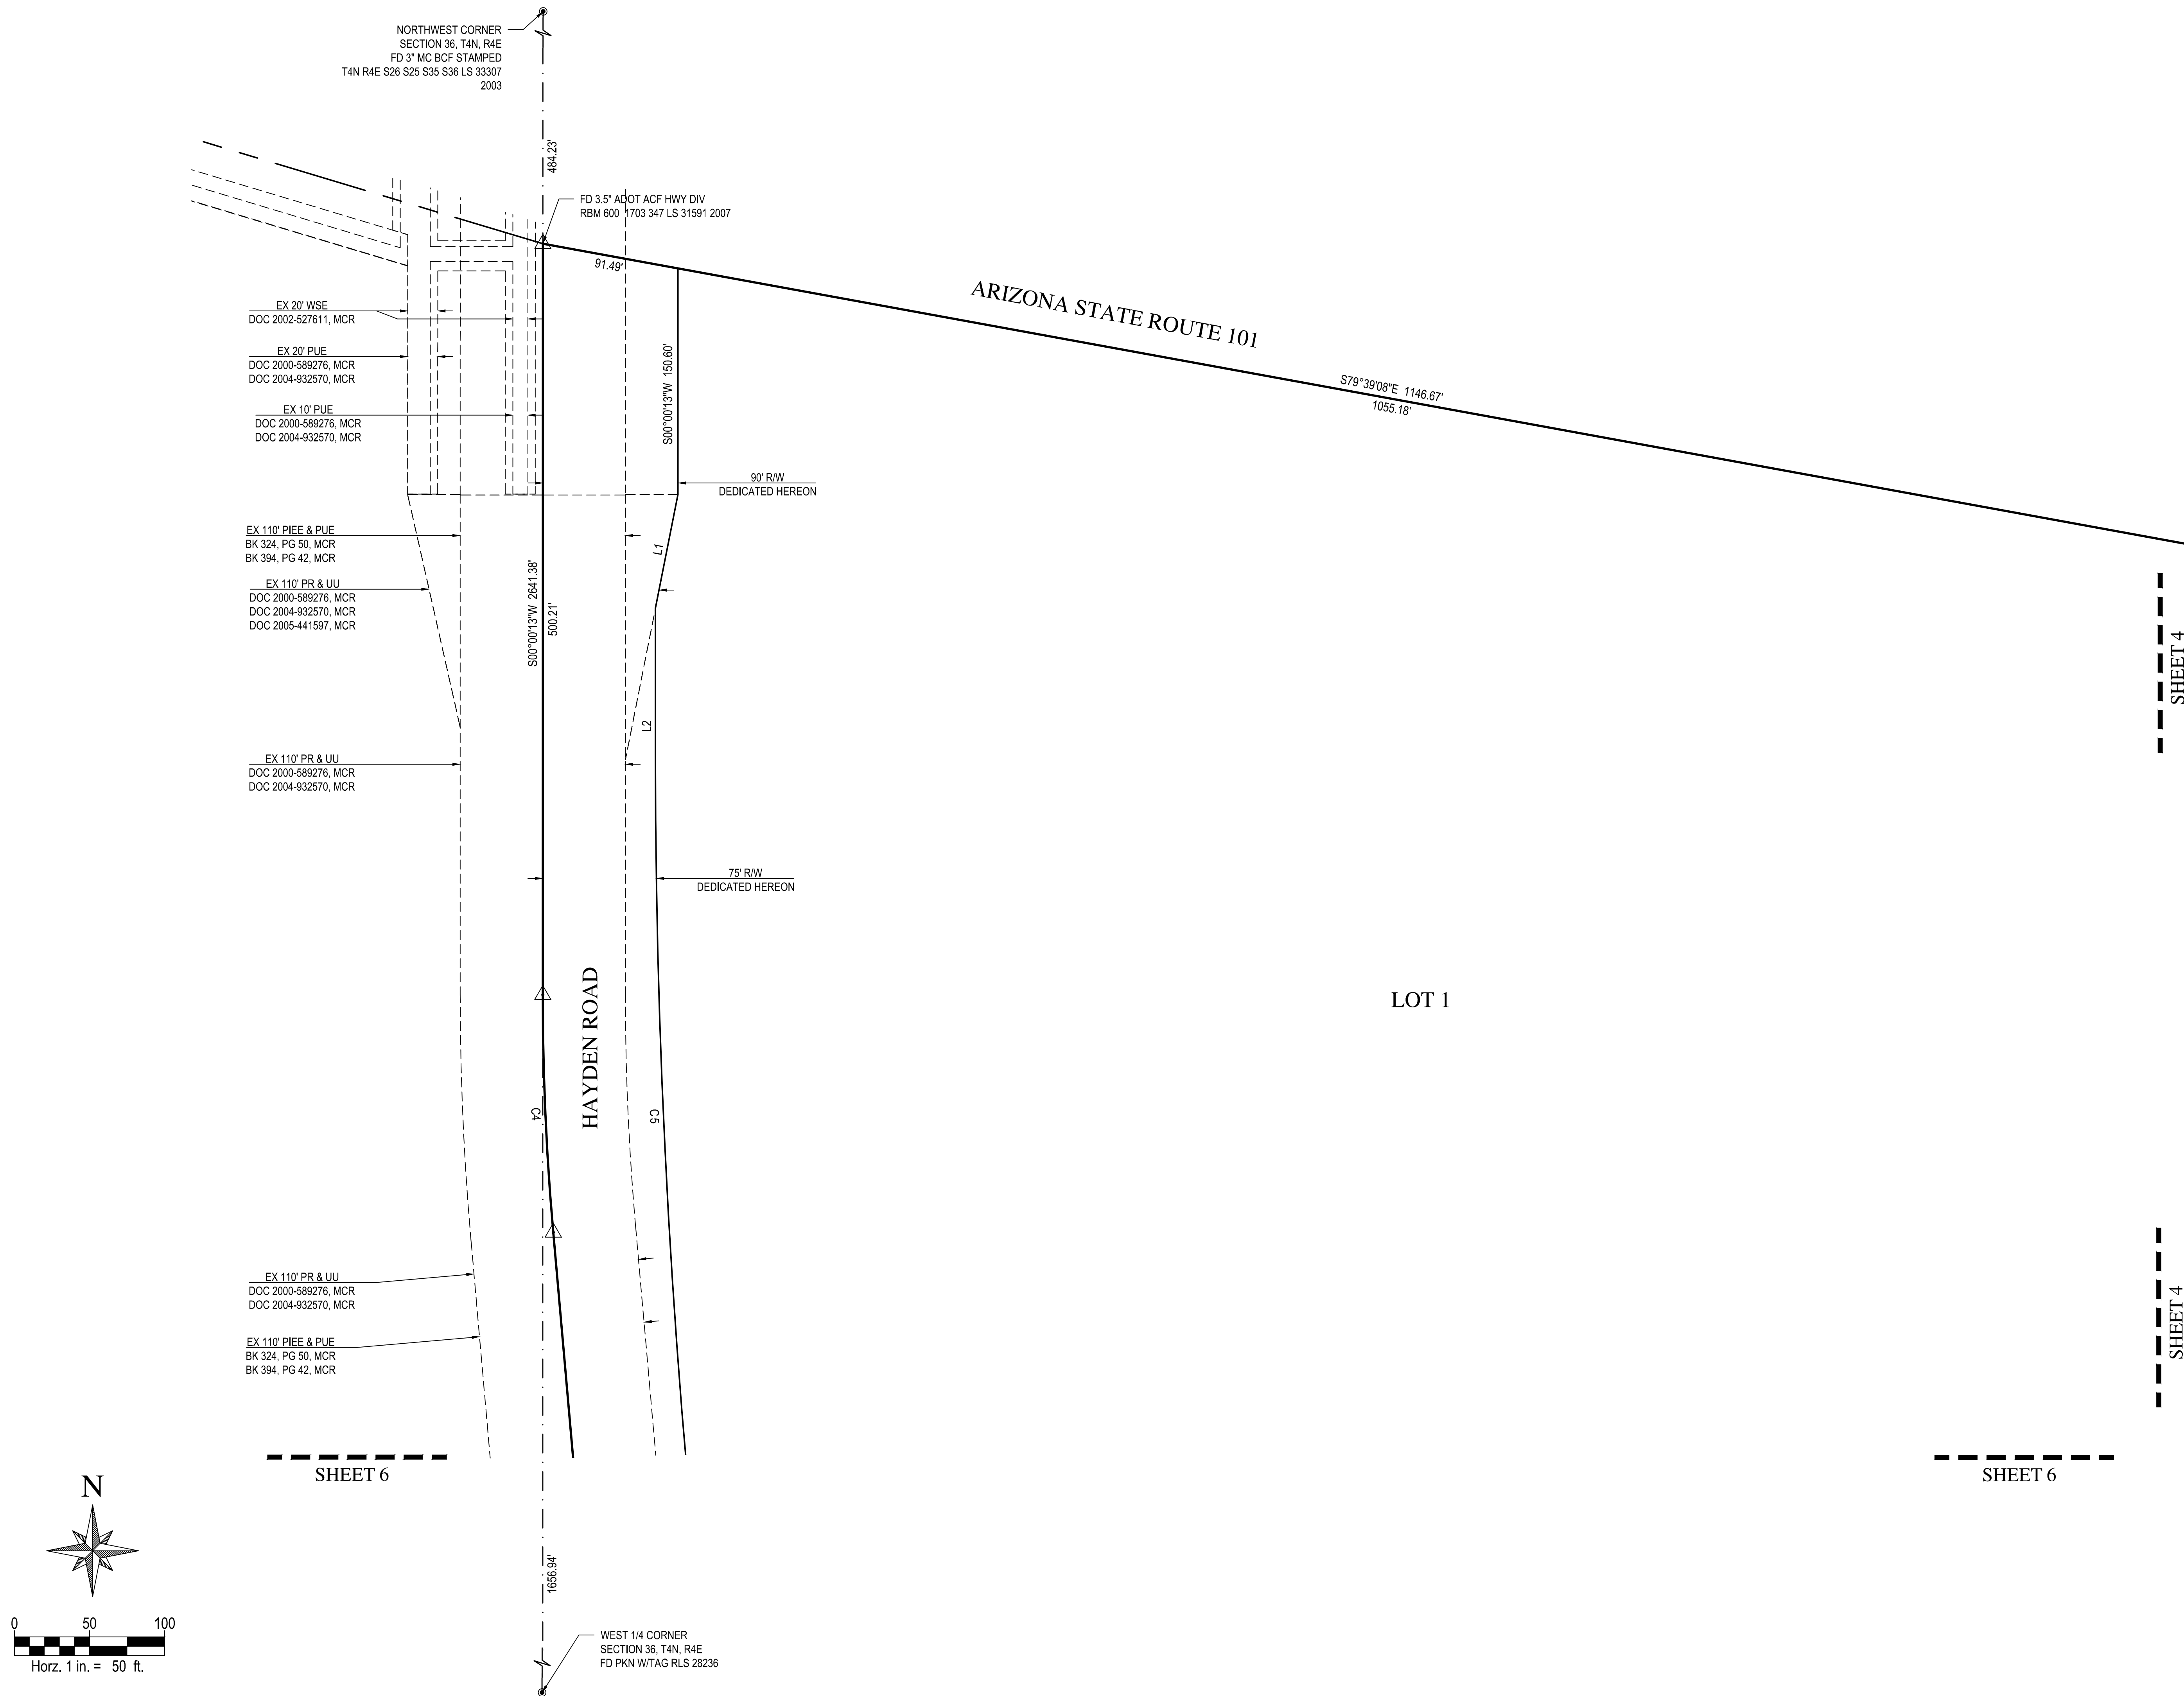 NORTHWEST CORNER
SECTION 36, T4N, R4E
FD 3" MC BCF STAMPED
T4N R4E S26 S25 S35 S36 LS 33307
2003
484.23'
FD 3.5" ADOT ACF HWY DIV
RBM 600 1703 347 LS 31591 2007
91.49'
ARIZONA STATE ROUTE 101
S79°39'08"E 1146.67'
1055.18'
EX 20' WSE
DOC 2002-527611, MCR
EX 20' PUE
DOC 2000-589276, MCR
DOC 2004-932570, MCR
EX 10' PUE
DOC 2000-589276, MCR
DOC 2004-932570, MCR
S00°00'13"W 150.60'
90' R/W
DEDICATED HEREON
EX 110' PIEE & PUE
BK 324, PG 50, MCR
BK 394, PG 42, MCR
L1
EX 110' PR & UU
DOC 2000-589276, MCR
DOC 2004-932570, MCR
DOC 2005-441597, MCR
S00°00'13"W 2641.38'
500.21'
SHEET 4
L2
EX 110' PR & UU
DOC 2000-589276, MCR
DOC 2004-932570, MCR
75' R/W
DEDICATED HEREON
HAYDEN ROAD
LOT 1
C4
C5
EX 110' PR & UU
DOC 2000-589276, MCR
DOC 2004-932570, MCR
EX 110' PIEE & PUE
BK 324, PG 50, MCR
BK 394, PG 42, MCR
SHEET 4
SHEET 6
SHEET 6
N
1656.94'
0 50 100
Horz. 1 in. = 50 ft.
WEST 1/4 CORNER
SECTION 36, T4N, R4E
FD PKN W/TAG RLS 28236